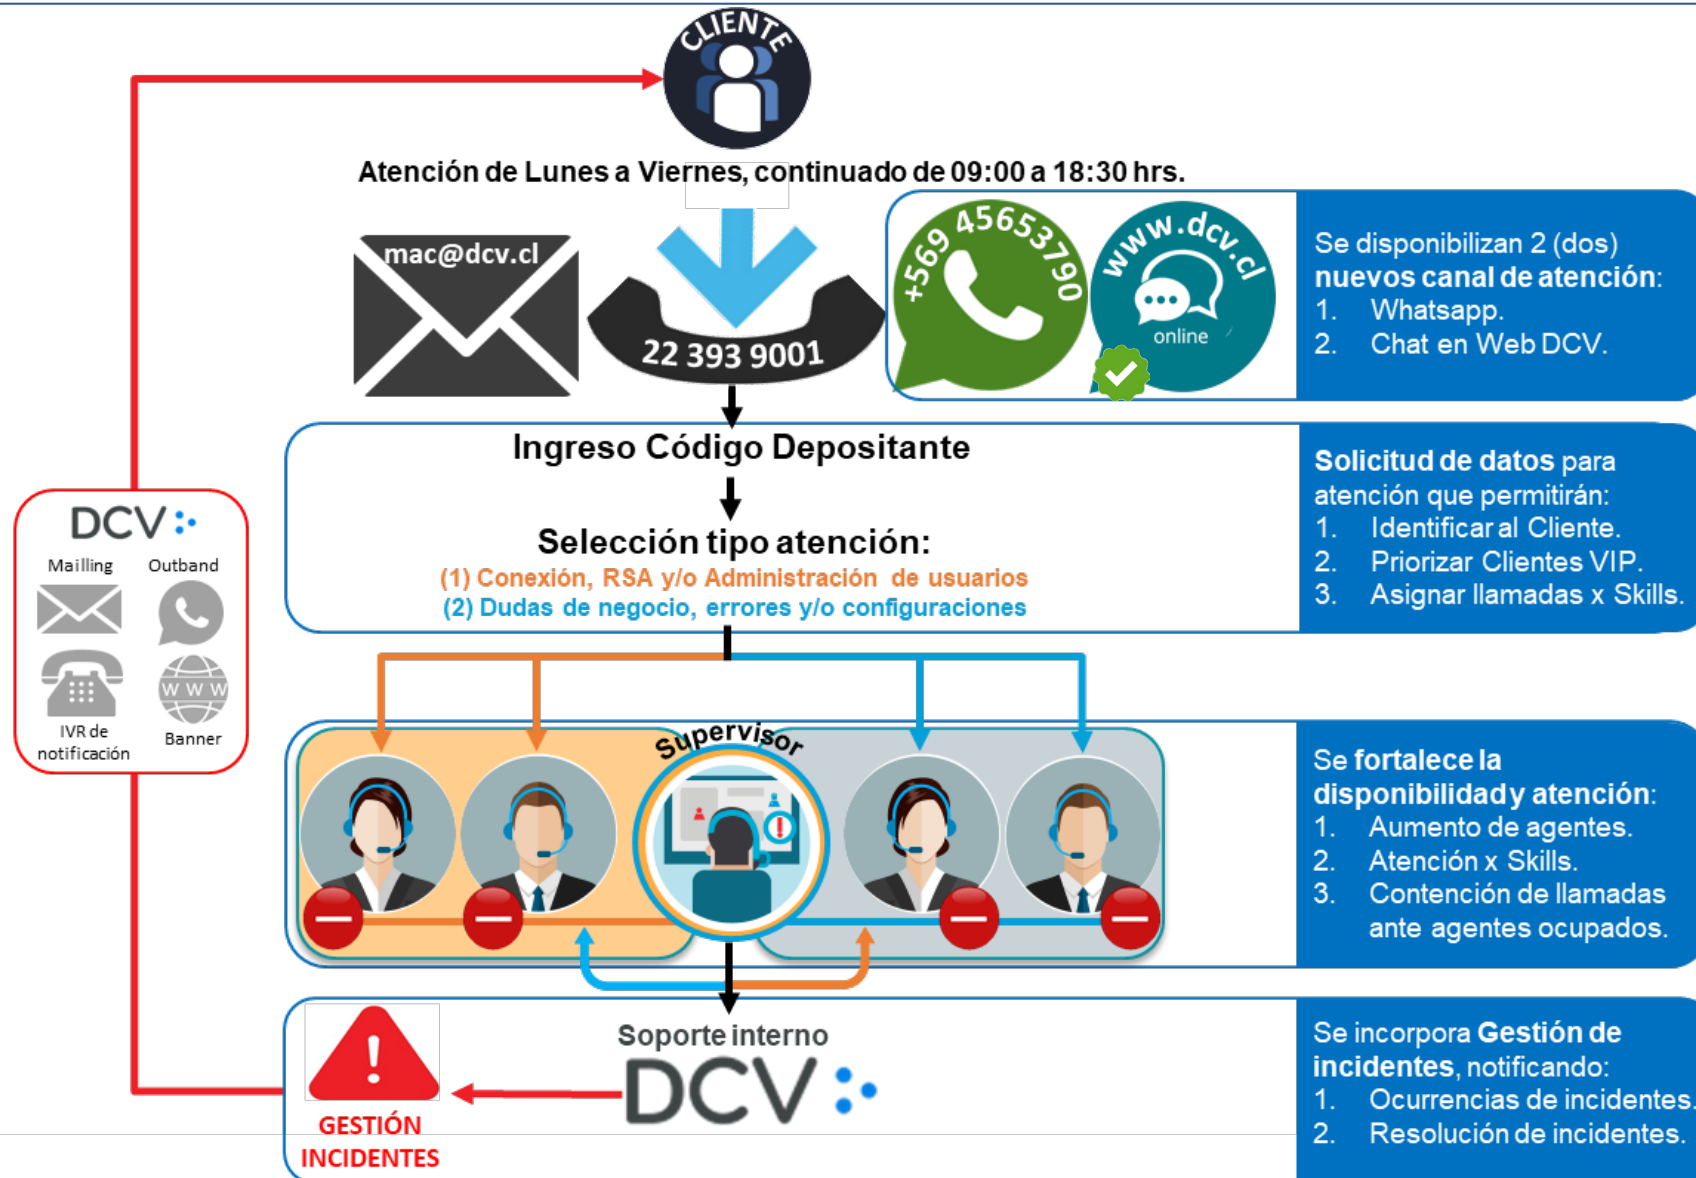 CLIENTE
Atención de Lunes a Viernes, continuado de 09:00 a 18:30 hrs.
mac@dcv.cl
22 393 9001
+569 45653790
www.dcv.cl
online
Se disponibilizan 2 (dos)
nuevos canal de atención:
1. Whatsapp.
2. Chat en Web DCV.
Ingreso Código Depositante
Selección tipo atención:
(1) Conexión, RSA y/o Administración de usuarios
(2) Dudas de negocio, errores y/o configuraciones
Solicitud de datos para
atención que permitirán:
1. Identificar al Cliente.
2. Priorizar Clientes VIP.
3. Asignar llamadas x Skills.
DCV
Mailling Outband
WWW
IVR de
notificación
Banner
Supervisor
Se fortalece la
disponibilidad y atención:
1. Aumento de agentes.
2. Atención x Skills.
3. Contención de llamadas
ante agentes ocupados.
Soporte interno
DCV
GESTIÓN
INCIDENTES
Se incorpora Gestión de
incidentes, notificando:
1. Ocurrencias de incidentes.
2. Resolución de incidentes.